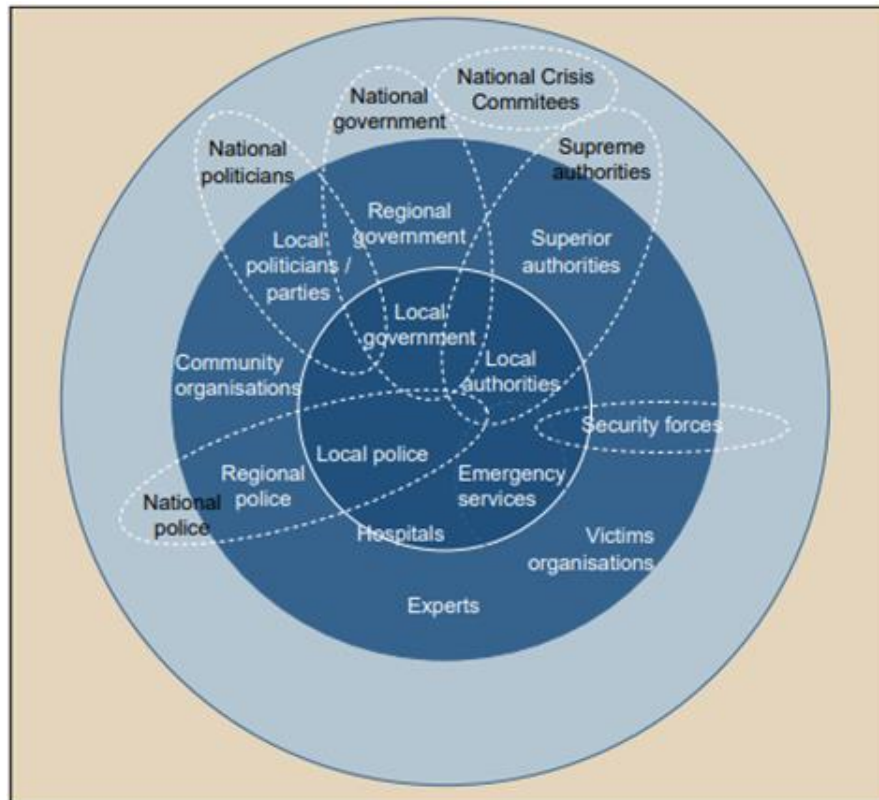 National Crisis
Commitees
National
government
National
politicians
Supreme
authorities
Regional
government
Superior
authorities
Local
politicians /
parties
Local
government
Local
authorities
Community
organisations
Security forces
Local police
Regional
police
Emergency
services
National
police
Hospitals
Victims
organisations
Experts